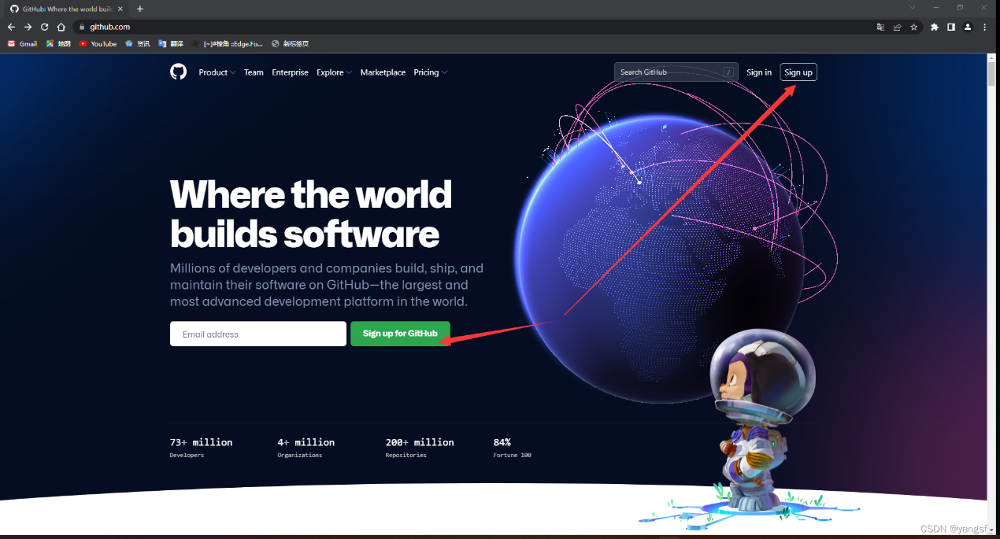 GitHub: Where the world buil
github.com
Gmail
地图
YouTube
资讯
翻译
[~]#棱角 ::Edge.Fo...
新标签页
Product
Team
Enterprise
Explore
Marketplace
Pricing
Search GitHub
/
Sign in
Sign up
Where the world
builds software
Millions of developers and companies build, ship, and
maintain their software on GitHub—the largest and
most advanced development platform in the world.
Email address
Sign up for GitHub
73+ million
Developers
4+ million
Organizations
200+ million
Repositories
84%
Fortune 100
CSDN @yangsf_